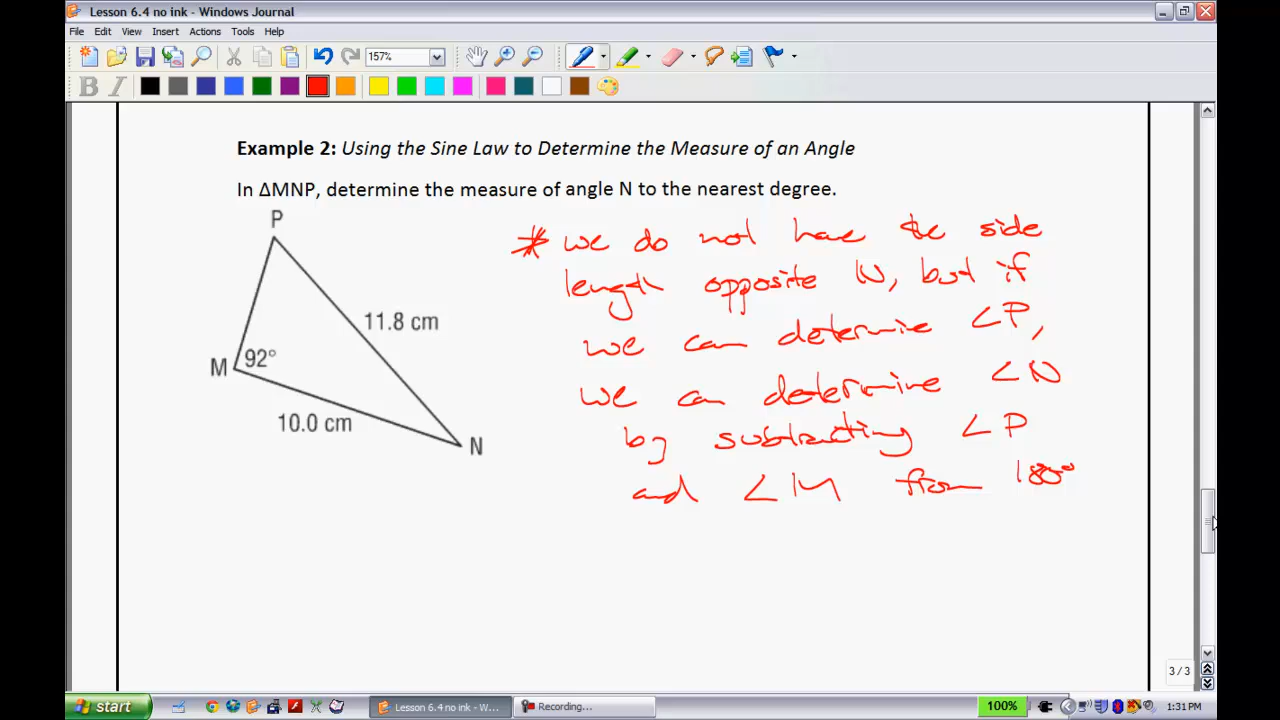 Lesson 6.4 no ink - Windows Journal
File Edit View Insert Actions Tools Help
157%
B I
Example 2: Using the Sine Law to Determine the Measure of an Angle
In ΔMNP, determine the measure of angle N to the nearest degree.
P
11.8 cm
M 92°
10.0 cm
N
* we do not have the side
length opposite N, but if
we can determine ∠P,
we can determine ∠N
by subtracting ∠P
and ∠M from 180°
3 / 3
start
Lesson 6.4 no ink - W...
Recording...
100%
1:31 PM